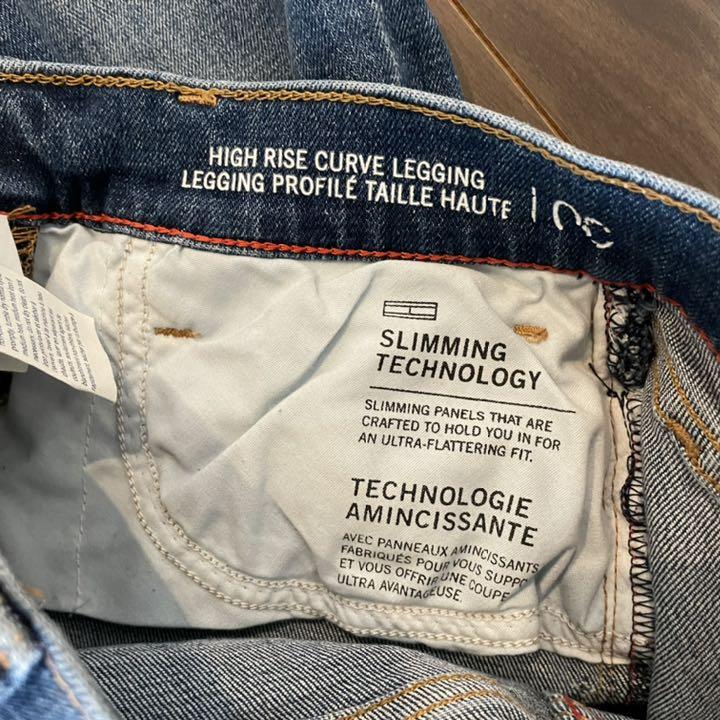 HIGH RISE CURVE LEGGING
LEGGING PROFILÉ TAILLE HAUTE
SLIMMING
TECHNOLOGY
SLIMMING PANELS THAT ARE
CRAFTED TO HOLD YOU IN FOR
AN ULTRA-FLATTERING FIT.
TECHNOLOGIE
AMINCISSANTE
AVEC PANNEAUX AMINCISSANTS
FABRIQUÉS POUR VOUS SUPPO
ET VOUS OFFRIR UNE COUPE
ULTRA AVANTAGEUSE.